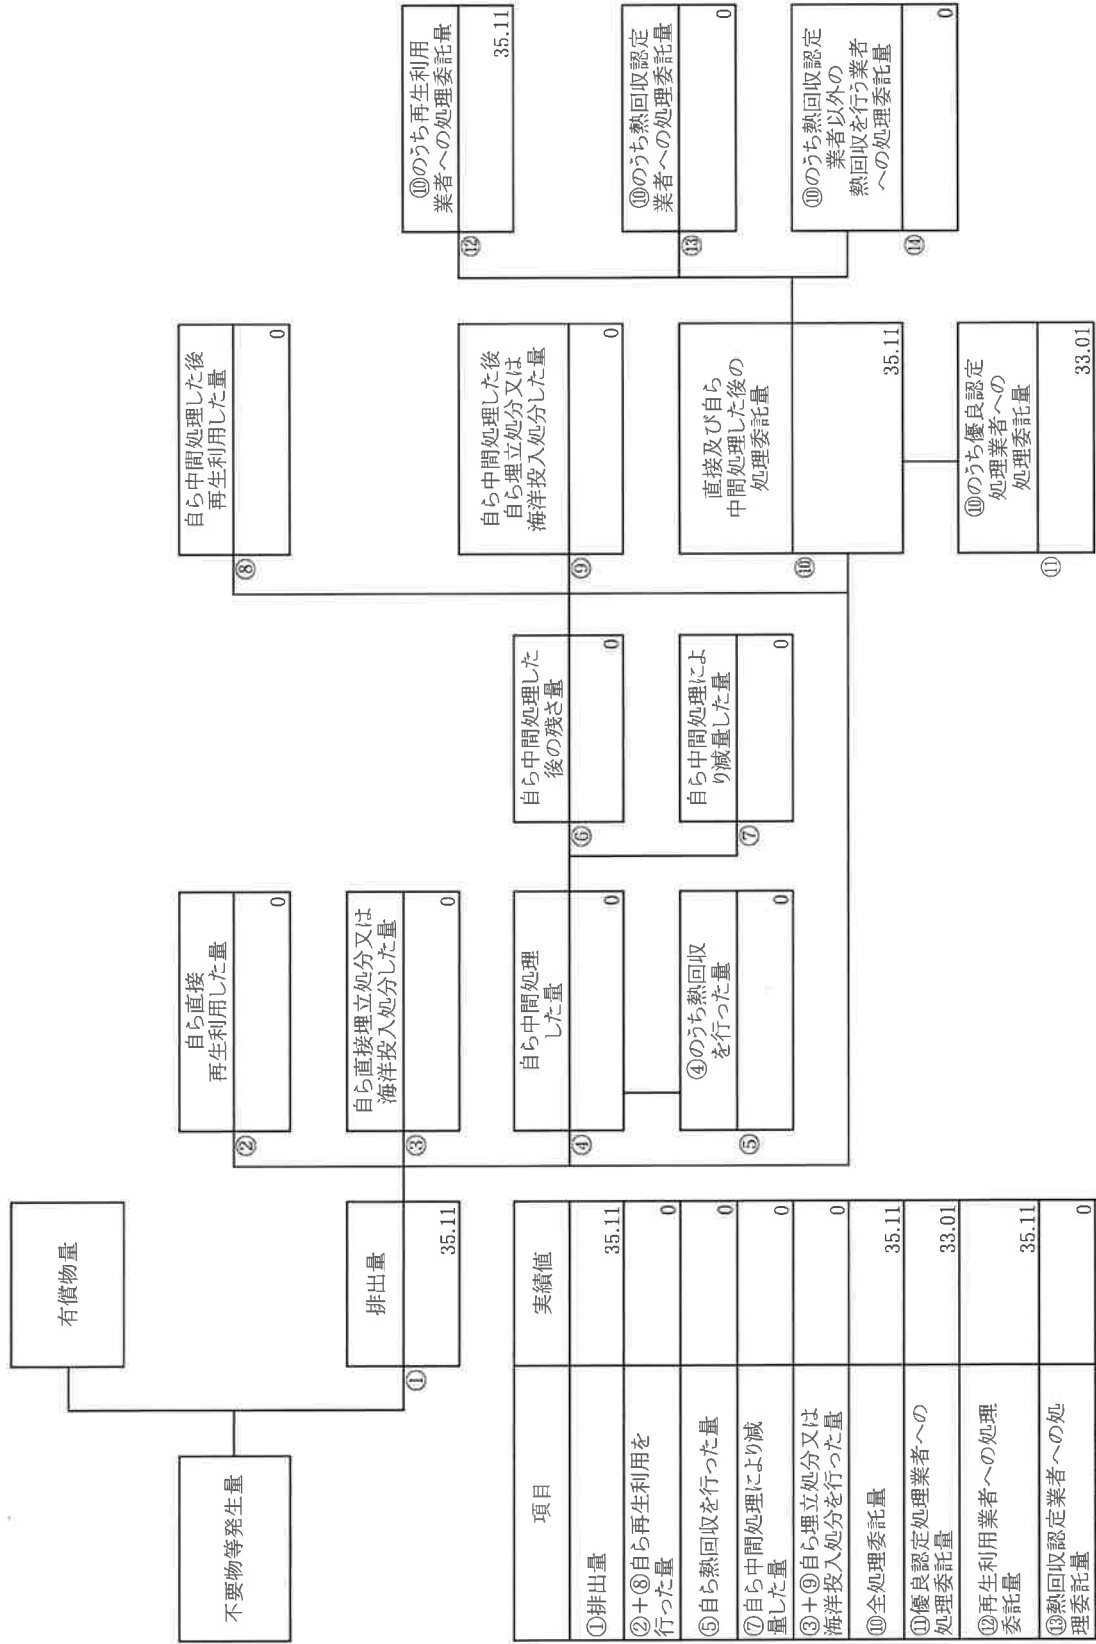 不要物等発生量
有償物量
排出量
①
35.11
自ら直接
再生利用した量
②
0
自ら直接埋立処分又は
海洋投入処分した量
③
0
自ら中間処理
した量
④
0
④のうち熱回収
を行った量
⑤
0
自ら中間処理した
後の残さ量
⑥
0
自ら中間処理によ
り減量した量
⑦
0
自ら中間処理した後
再生利用した量
⑧
0
自ら中間処理した後
自ら埋立処分又は
海洋投入処分した量
⑨
0
直接及び自ら
中間処理した後の
処理委託量
⑩
35.11
⑩のうち優良認定
処理業者への
処理委託量
⑪
33.01
⑩のうち再生利用
業者への処理委託量
⑫
35.11
⑩のうち熱回収認定
業者への処理委託量
⑬
0
⑩のうち熱回収認定
業者以外の
熱回収を行う業者
への処理委託量
⑭
0
項目 実績値
①排出量 35.11
②+⑧自ら再生利用を
行った量 0
⑤自ら熱回収を行った量 0
⑦自ら中間処理により減
量した量 0
③+⑨自ら埋立処分又は
海洋投入処分を行った量 0
⑩全処理委託量 35.11
⑪優良認定処理業者への
処理委託量 33.01
⑫再生利用業者への処理
委託量 35.11
⑬熱回収認定業者への処
理委託量 0